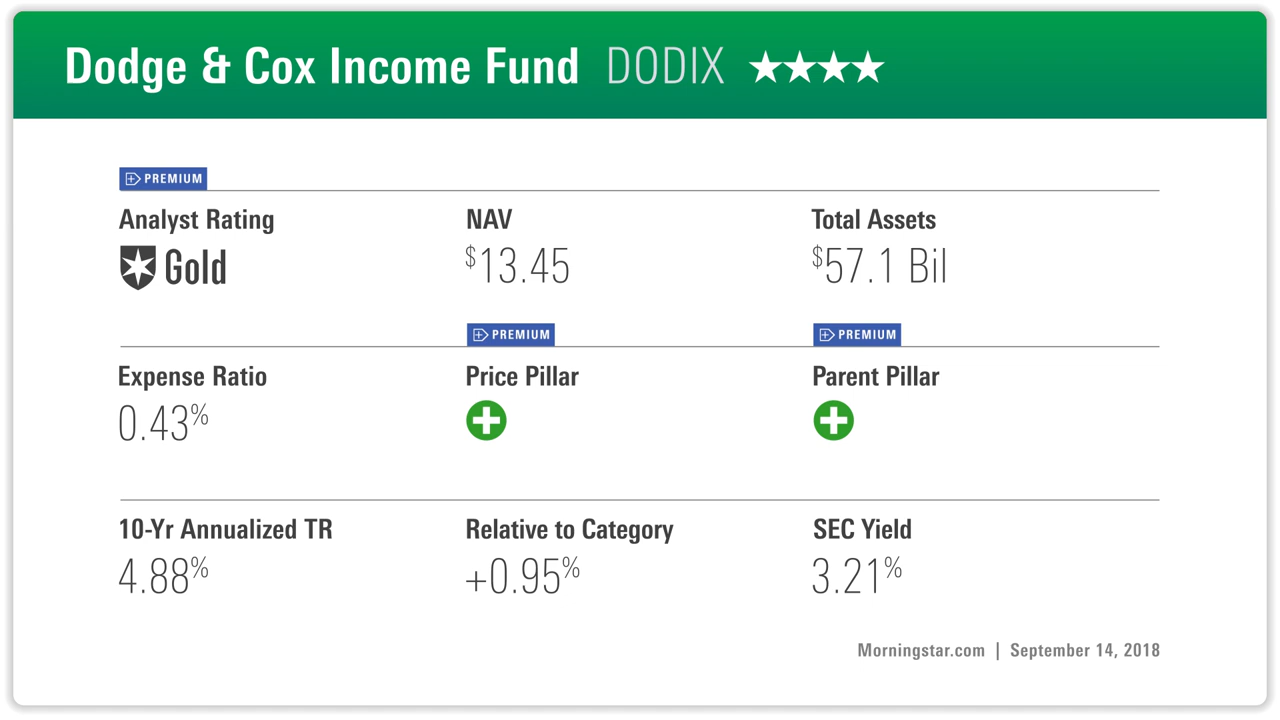 Dodge & Cox Income Fund DODIX ★★★★
PREMIUM
Analyst Rating NAV Total Assets
Gold $13.45 $57.1 Bil
PREMIUM PREMIUM
Expense Ratio Price Pillar Parent Pillar
0.43%
10-Yr Annualized TR Relative to Category SEC Yield
4.88% +0.95% 3.21%
Morningstar.com | September 14, 2018